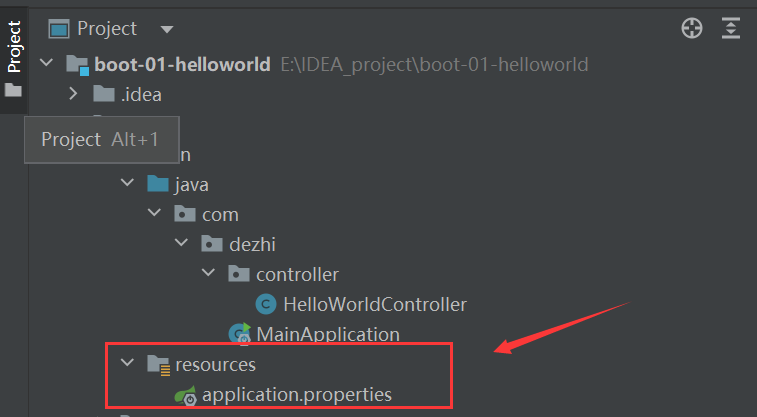 Project
Project
boot-01-helloworld E:\IDEA_project\boot-01-helloworld
.idea
Project Alt+1
n
java
com
dezhi
controller
HelloWorldController
MainApplication
resources
application.properties